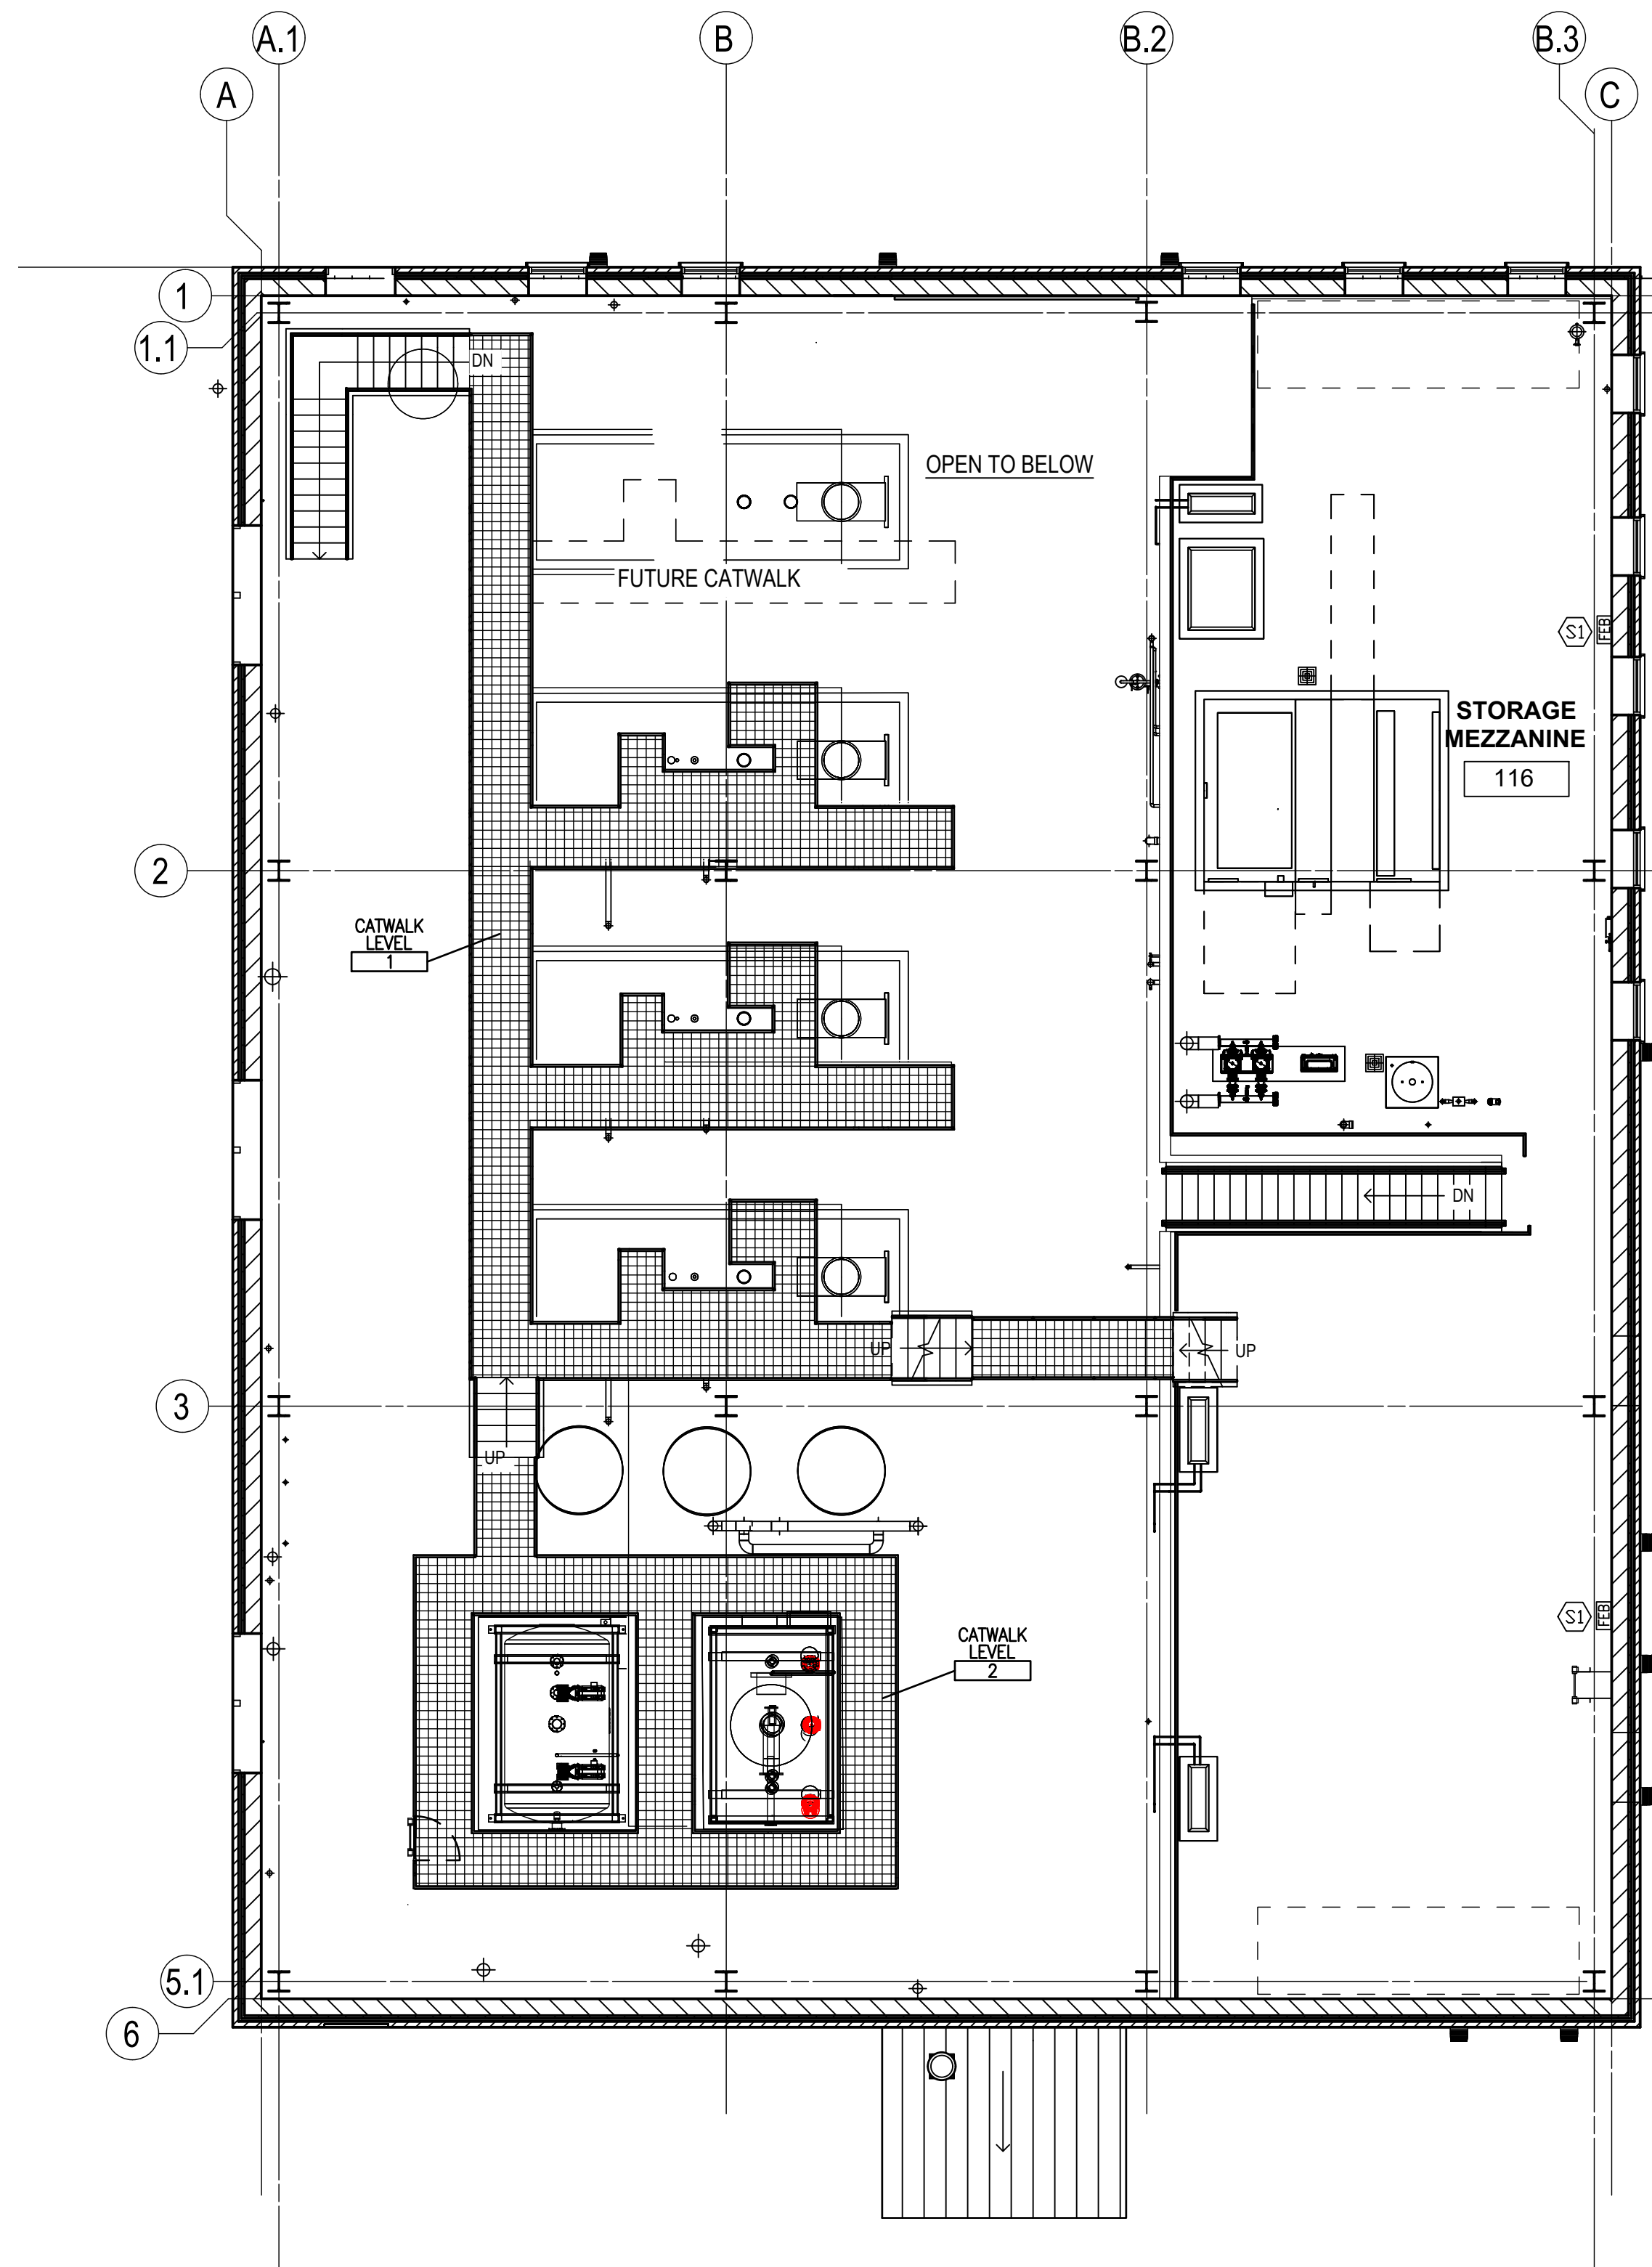 A.1
B
B.2
B.3
A
C
1
1.1
DN
OPEN TO BELOW
FUTURE CATWALK
S1
FEB
STORAGE
MEZZANINE
116
2
CATWALK
LEVEL
1
DN
UP
UP
3
UP
S1
FEB
CATWALK
LEVEL
2
5.1
6